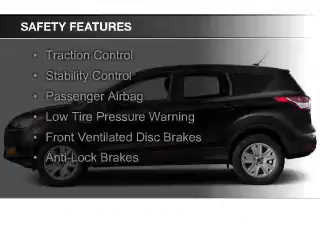 SAFETY FEATURES
• Traction Control
• Stability Control
• Passenger Airbag
• Low Tire Pressure Warning
• Front Ventilated Disc Brakes
• Anti-Lock Brakes